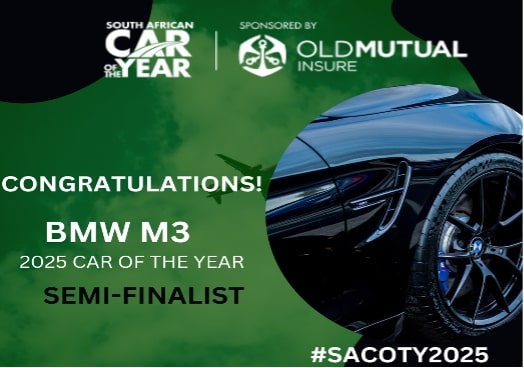 SOUTH AFRICAN
CAR
OF THE YEAR
SPONSORED BY
OLDMUTUAL
INSURE
CONGRATULATIONS!
BMW M3
2025 CAR OF THE YEAR
SEMI-FINALIST
#SACOTY2025